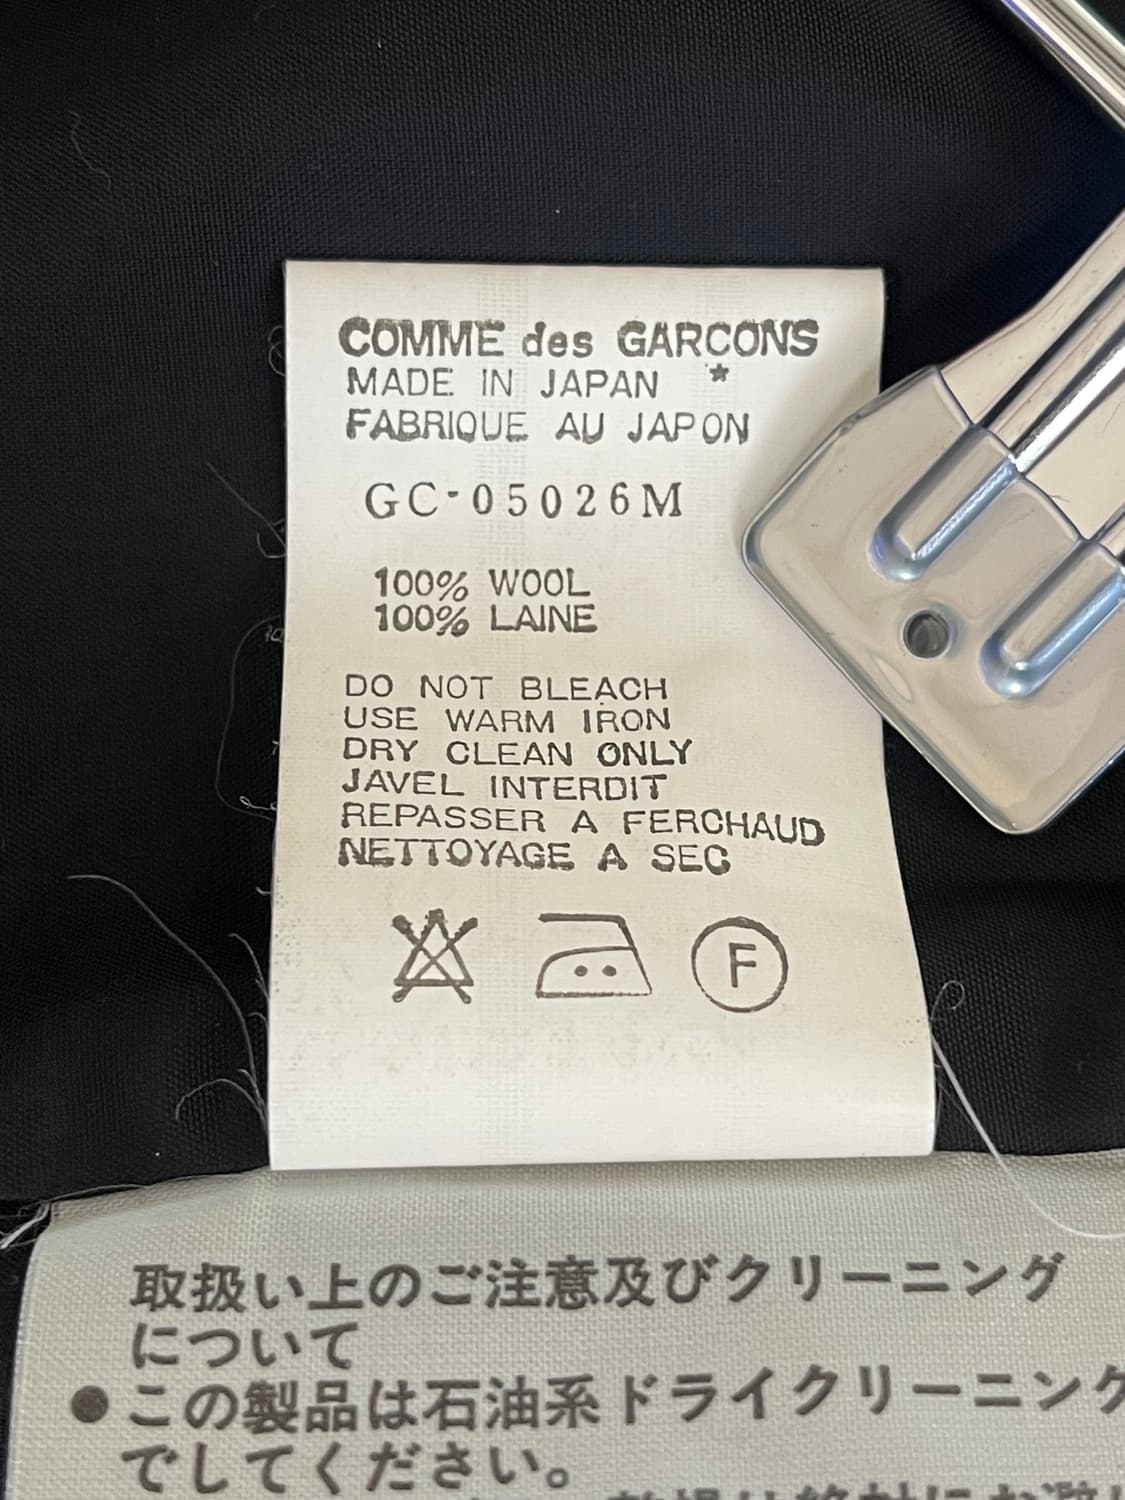 COMME des GARCONS
★
MADE IN JAPAN
FABRIQUE AU JAPON
GC-05026M
100% WOOL
100% LAINE
DO NOT BLEACH
USE WARM IRON
DRY CLEAN ONLY
JAVEL INTERDIT
REPASSER A FERCHAUD
NETTOYAGE A SEC
F
取扱い上のご注意及びクリーニング
について
●この製品は石油系ドライクリーニング
でしてください。